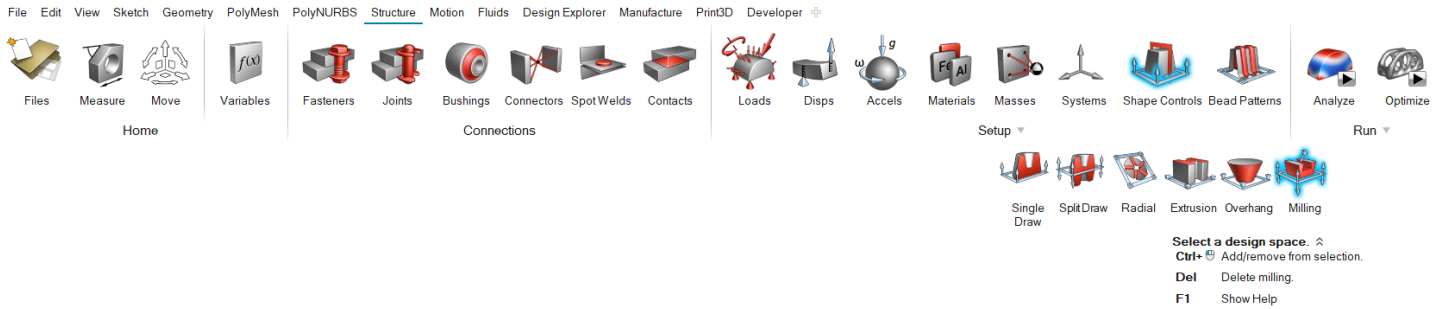 File Edit View Sketch Geometry PolyMesh PolyNURBS Structure Motion Fluids Design Explorer Manufacture Print3D Developer
g
f(x)
Fe
Al
ω
Files Measure Move Variables Fasteners Joints Bushings Connectors Spot Welds Contacts Loads Disps Accels Materials Masses Systems Shape Controls Bead Patterns Analyze Optimize
Home Connections Setup Run
Single Draw Split Draw Radial Extrusion Overhang Milling
Select a design space.
Ctrl+ Add/remove from selection.
Del Delete milling.
F1 Show Help